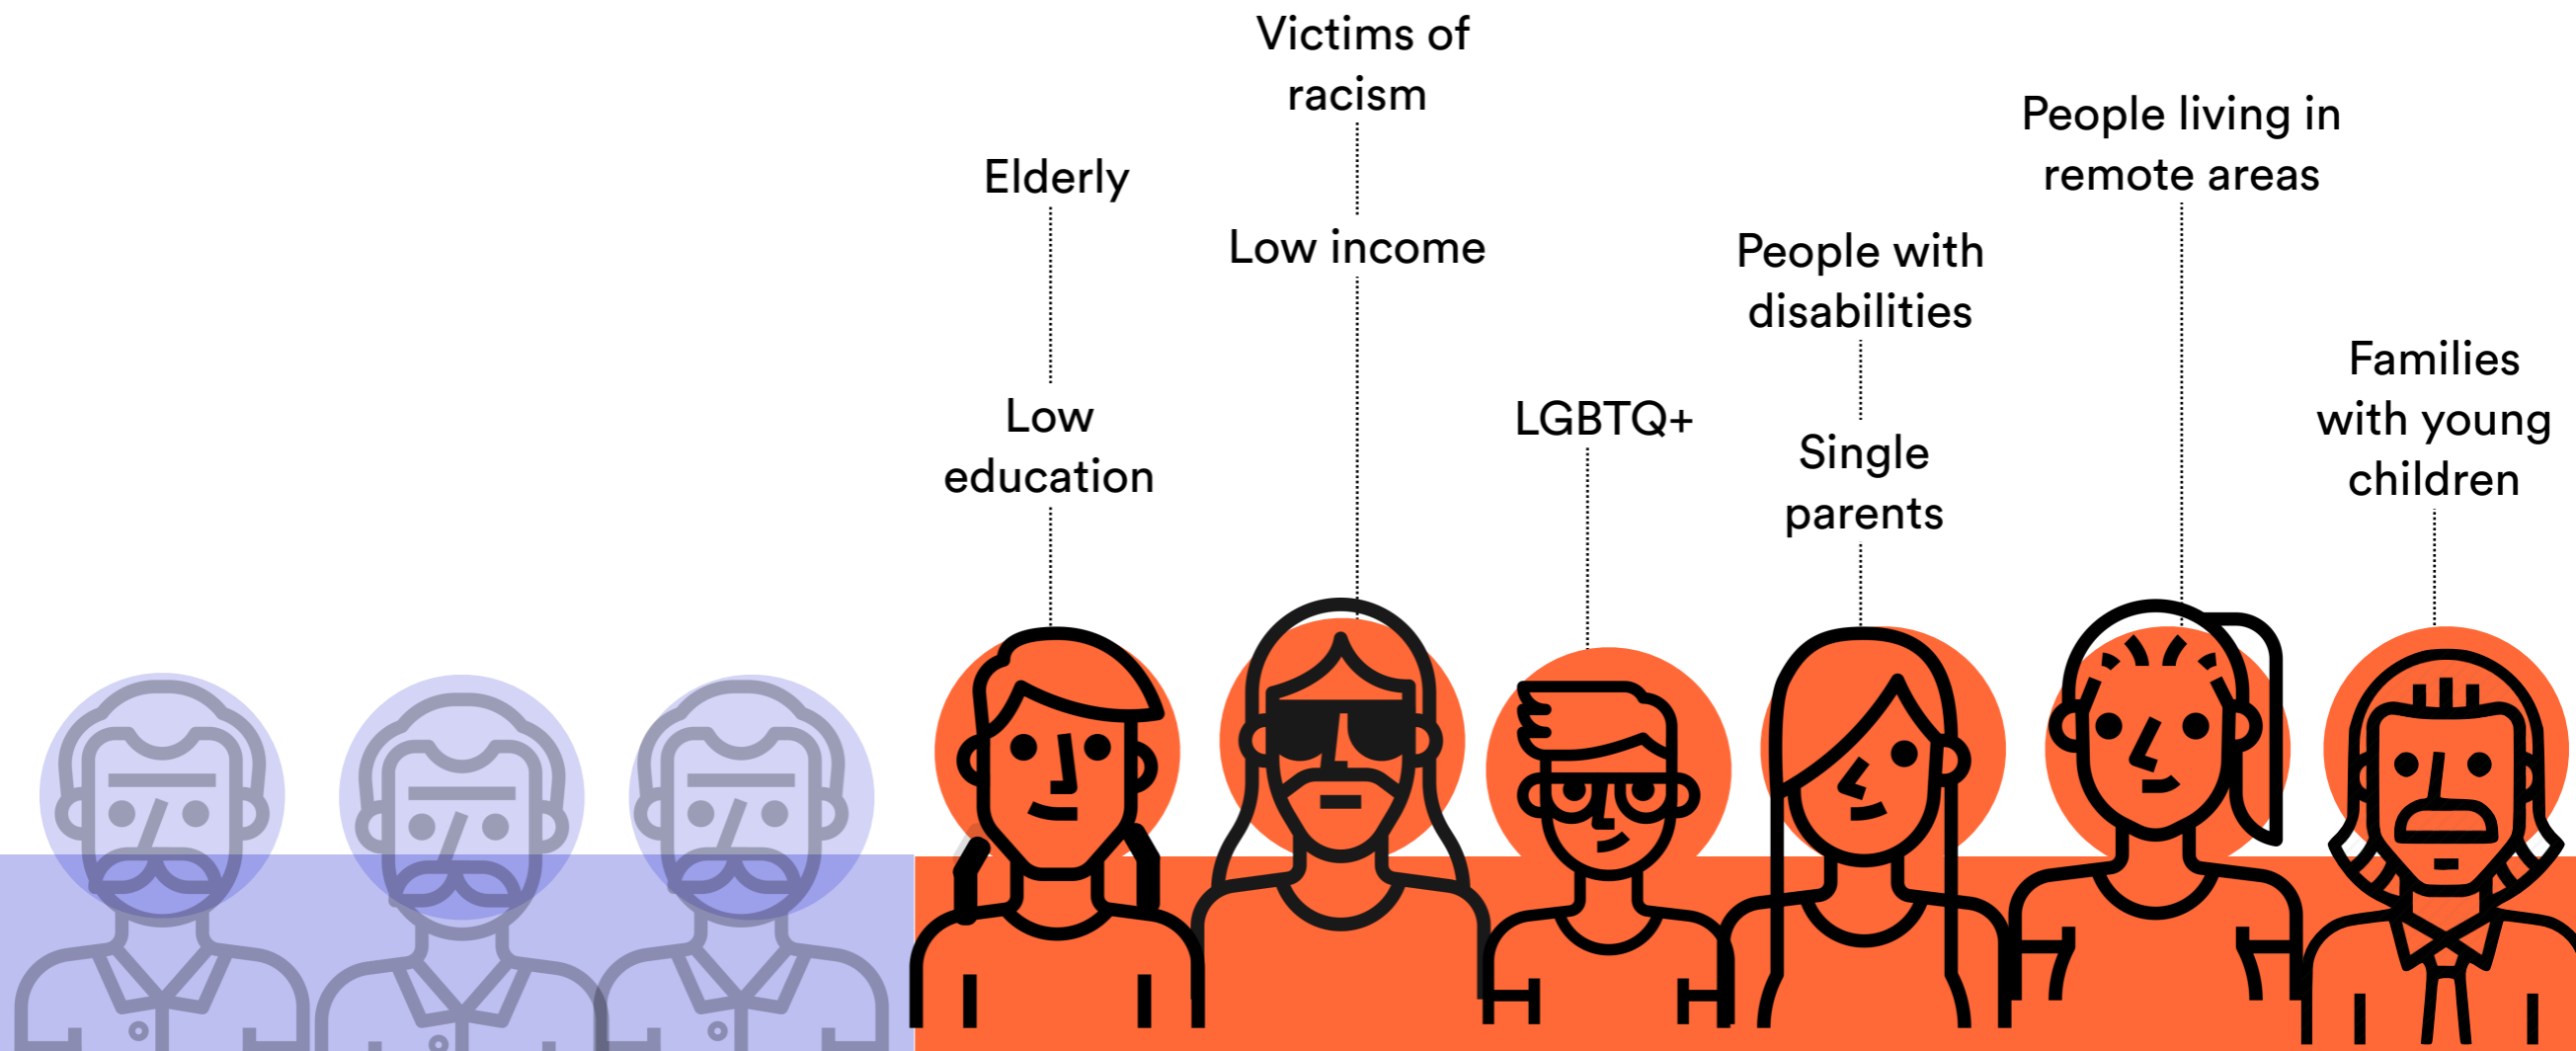 Elderly
Low
education
Victims of
racism
Low income
LGBTQ+
People with
disabilities
Single
parents
People living in
remote areas
Families
with young
children